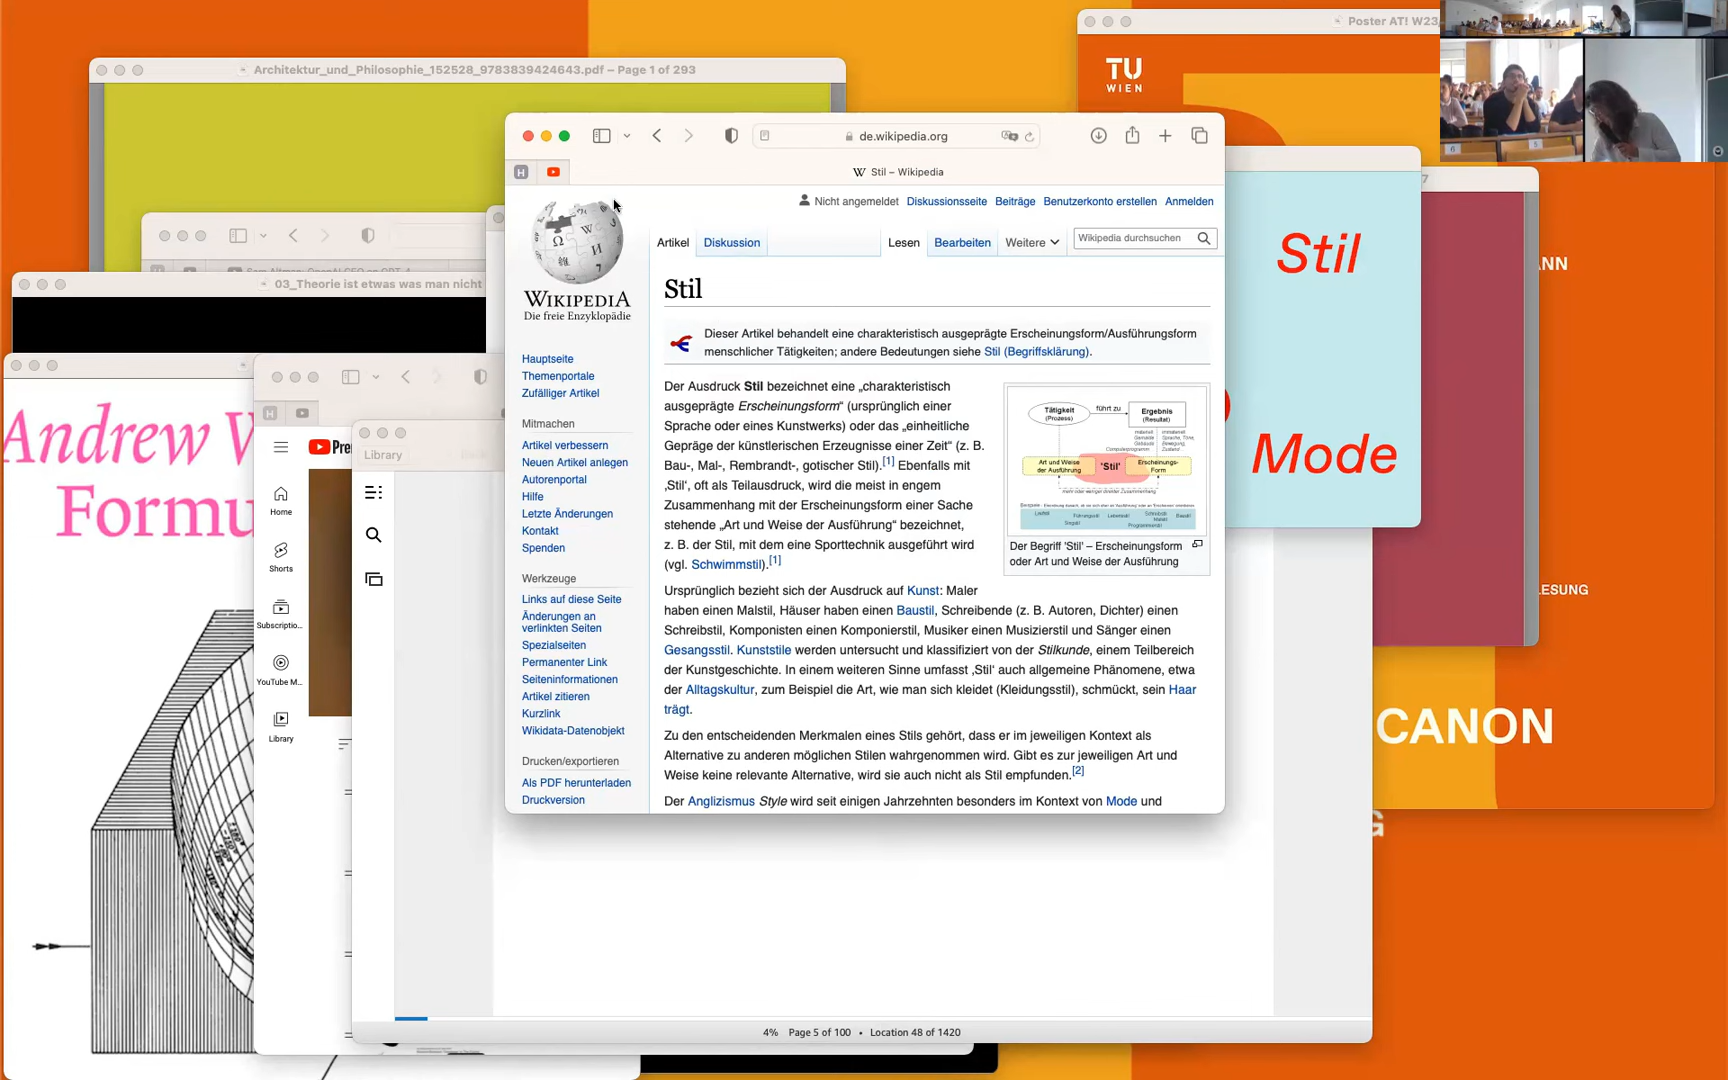 Poster AT! W23
Architektur_und_Philosophie_152528_9783839424643.pdf – Page 1 of 293
TU
WIEN
de.wikipedia.org
Stil – Wikipedia
Nicht angemeldet Diskussionsseite Beiträge Benutzerkonto erstellen Anmelden
Artikel Diskussion Lesen Bearbeiten Weitere Wikipedia durchsuchen
WIKIPEDIA
Die freie Enzyklopädie
Stil
Dieser Artikel behandelt eine charakteristisch ausgeprägte Erscheinungsform/Ausführungsform
menschlicher Tätigkeiten; andere Bedeutungen siehe Stil (Begriffsklärung).
Der Ausdruck Stil bezeichnet eine „charakteristisch
ausgeprägte Erscheinungsform“ (ursprünglich einer
Sprache oder eines Kunstwerks) oder das „einheitliche
Gepräge der künstlerischen Erzeugnisse einer Zeit“ (z. B.
Bau-, Mal-, Rembrandt-, gotischer Stil).[1] Ebenfalls mit
‚Stil‘, oft als Teilausdruck, wird die meist in engem
Zusammenhang mit der Erscheinungsform einer Sache
stehende „Art und Weise der Ausführung“ bezeichnet,
z. B. der Stil, mit dem eine Sporttechnik ausgeführt wird
(vgl. Schwimmstil).[1]
Tätigkeit
(Prozess)
führt zu
Ergebnis
(Resultat)
Art und Weise
der Ausführung
'Stil'
Erscheinungs-
Form
Der Begriff 'Stil' – Erscheinungsform
oder Art und Weise der Ausführung
Ursprünglich bezieht sich der Ausdruck auf Kunst: Maler
haben einen Malstil, Häuser haben einen Baustil, Schreibende (z. B. Autoren, Dichter) einen
Schreibstil, Komponisten einen Komponierstil, Musiker einen Musizierstil und Sänger einen
Gesangsstil. Kunststile werden untersucht und klassifiziert von der Stilkunde, einem Teilbereich
der Kunstgeschichte. In einem weiteren Sinne umfasst ‚Stil‘ auch allgemeine Phänomene, etwa
der Alltagskultur, zum Beispiel die Art, wie man sich kleidet (Kleidungsstil), schmückt, sein Haar
trägt.
Zu den entscheidenden Merkmalen eines Stils gehört, dass er im jeweiligen Kontext als
Alternative zu anderen möglichen Stilen wahrgenommen wird. Gibt es zur jeweiligen Art und
Weise keine relevante Alternative, wird sie auch nicht als Stil empfunden.[2]
Der Anglizismus Style wird seit einigen Jahrzehnten besonders im Kontext von Mode und
Hauptseite
Themenportale
Zufälliger Artikel
Mitmachen
Artikel verbessern
Neuen Artikel anlegen
Autorenportal
Hilfe
Letzte Änderungen
Kontakt
Spenden
Werkzeuge
Links auf diese Seite
Änderungen an
verlinkten Seiten
Spezialseiten
Permanenter Link
Seiteninformationen
Artikel zitieren
Kurzlink
Wikidata-Datenobjekt
Drucken/exportieren
Als PDF herunterladen
Druckversion
Stil
Mode
ANN
LESUNG
CANON
G
03_Theorie ist etwas was man nicht
Andrew W
Formu
Pre
Home
Shorts
Subscriptio...
YouTube M...
Library
Library
4% Page 5 of 100 • Location 48 of 1420